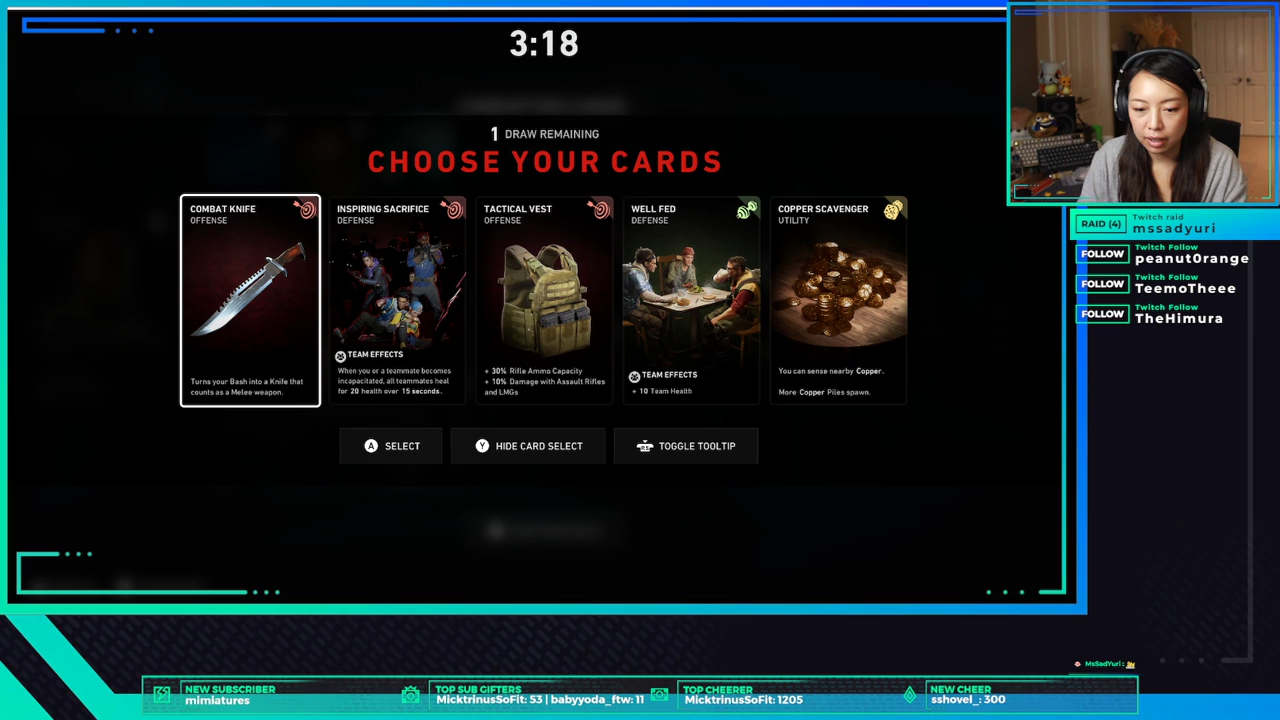 3:18
1 DRAW REMAINING
CHOOSE YOUR CARDS
COMBAT KNIFE
OFFENSE
Turns your Bash into a Knife that
counts as a Melee weapon.
INSPIRING SACRIFICE
DEFENSE
TEAM EFFECTS
When you or a teammate becomes
incapacitated, all teammates heal
for 20 health over 15 seconds.
TACTICAL VEST
OFFENSE
+ 30% Rifle Ammo Capacity
+ 10% Damage with Assault Rifles
and LMGs
WELL FED
DEFENSE
TEAM EFFECTS
+ 10 Team Health
COPPER SCAVENGER
UTILITY
You can sense nearby Copper.
More Copper Piles spawn.
A SELECT
Y HIDE CARD SELECT
TOGGLE TOOLTIP
RAID (4)
Twitch raid
mssadyuri
FOLLOW
Twitch Follow
peanut0range
FOLLOW
Twitch Follow
TeemoTheee
FOLLOW
Twitch Follow
TheHimura
MsSadYuri :
NEW SUBSCRIBER
mimiatures
TOP SUB GIFTERS
MicktrinusSoFit: 53 | babyyoda_ftw: 11
TOP CHEERER
MicktrinusSoFit: 1205
NEW CHEER
sshovel_: 300